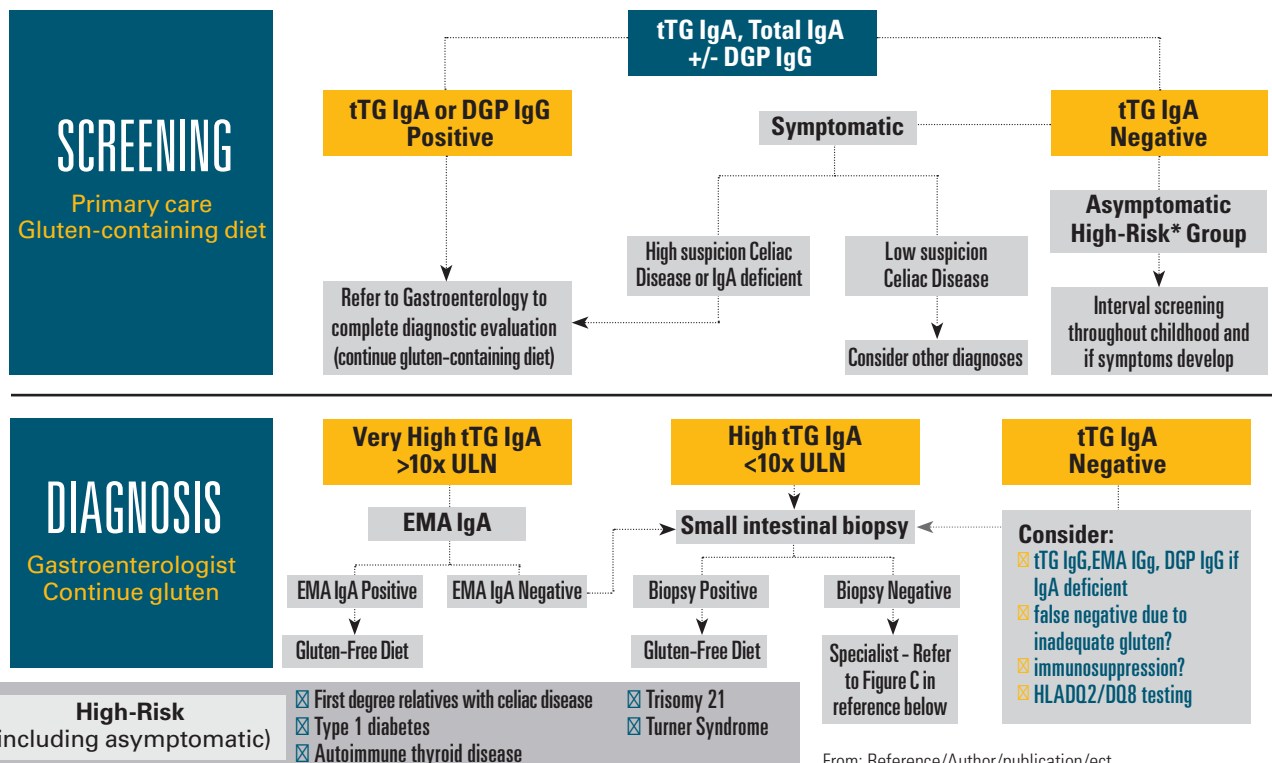 SCREENING
Primary care
Gluten-containing diet
tTG IgA, Total IgA
+/- DGP IgG
tTG IgA or DGP IgG
Positive
Symptomatic
tTG IgA
Negative
High suspicion Celiac
Disease or IgA deficient
Low suspicion
Celiac Disease
Asymptomatic
High-Risk* Group
Refer to Gastroenterology to
complete diagnostic evaluation
(continue gluten-containing diet)
Consider other diagnoses
Interval screening
throughout childhood and
if symptoms develop
DIAGNOSIS
Gastroenterologist
Continue gluten
Very High tTG IgA
>10x ULN
High tTG IgA
<10x ULN
tTG IgA
Negative
EMA IgA
Small intestinal biopsy
EMA IgA Positive
EMA IgA Negative
Biopsy Positive
Biopsy Negative
Gluten-Free Diet
Gluten-Free Diet
Specialist - Refer
to Figure C in
reference below
Consider:
tTG IgG,EMA IGg, DGP IgG if
IgA deficient
false negative due to
inadequate gluten?
immunosuppression?
HLADQ2/DQ8 testing
High-Risk
including asymptomatic)
First degree relatives with celiac disease
Type 1 diabetes
Autoimmune thyroid disease
Trisomy 21
Turner Syndrome
From: Reference/Author/publication/ect